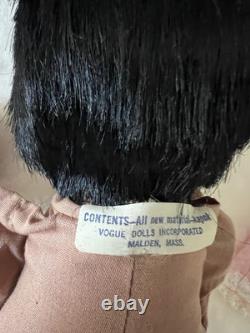 CONTENTS—All new material—kapok
VOGUE DOLLS INCORPORATED
MALDEN, MASS.